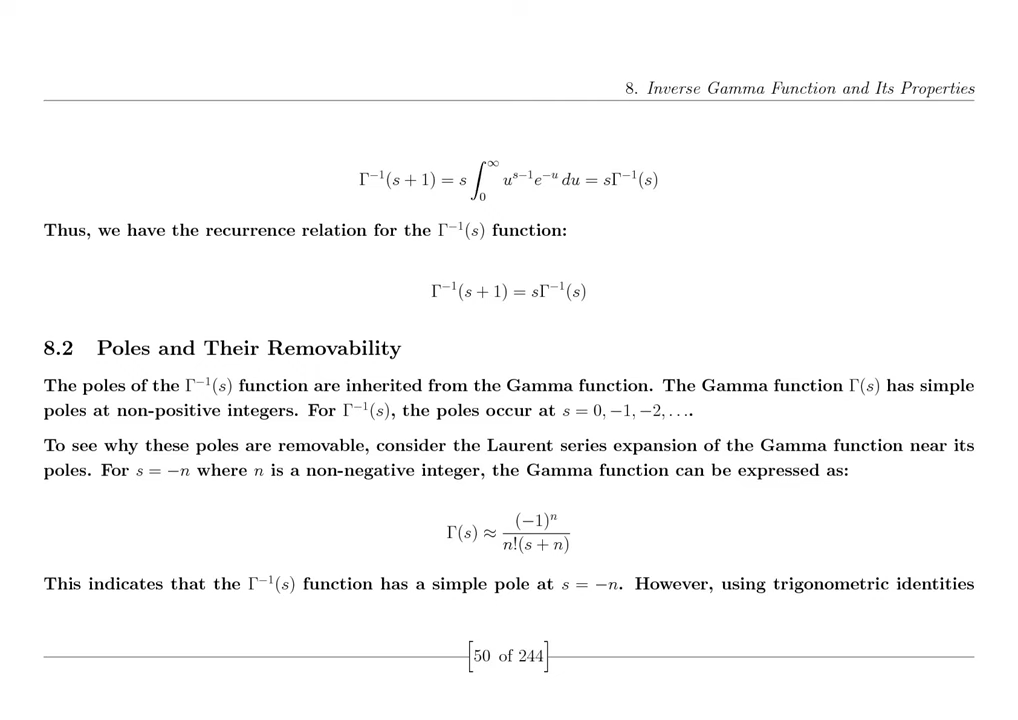 8. Inverse Gamma Function and Its Properties
Γ⁻¹(s + 1) = s ∫₀^∞ uˢ⁻¹e⁻ᵘ du = sΓ⁻¹(s)
Thus, we have the recurrence relation for the Γ⁻¹(s) function:
Γ⁻¹(s + 1) = sΓ⁻¹(s)
8.2 Poles and Their Removability
The poles of the Γ⁻¹(s) function are inherited from the Gamma function. The Gamma function Γ(s) has simple
poles at non-positive integers. For Γ⁻¹(s), the poles occur at s = 0, −1, −2, . . ..
To see why these poles are removable, consider the Laurent series expansion of the Gamma function near its
poles. For s = −n where n is a non-negative integer, the Gamma function can be expressed as:
Γ(s) ≈ (−1)ⁿ / n!(s + n)
This indicates that the Γ⁻¹(s) function has a simple pole at s = −n. However, using trigonometric identities
[50 of 244]